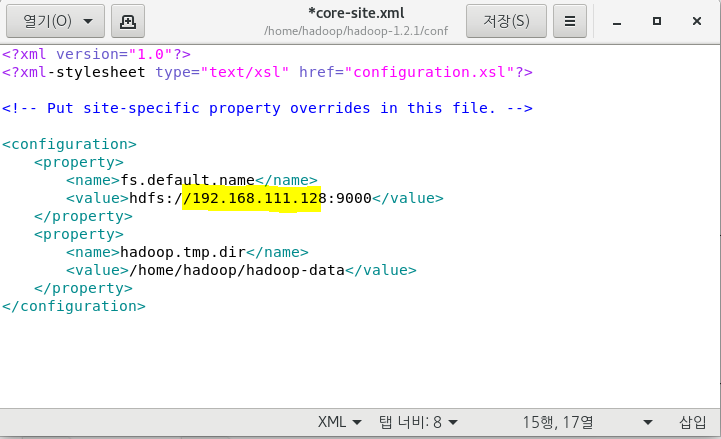 열기(O)
*core-site.xml
/home/hadoop/hadoop-1.2.1/conf
저장(S)
<?xml version="1.0"?>
<?xml-stylesheet type="text/xsl" href="configuration.xsl"?>
<!-- Put site-specific property overrides in this file. -->
<configuration>
<property>
<name>fs.default.name</name>
<value>hdfs://192.168.111.128:9000</value>
</property>
<property>
<name>hadoop.tmp.dir</name>
<value>/home/hadoop/hadoop-data</value>
</property>
</configuration>
XML 탭 너비: 8 15행, 17열 삽입